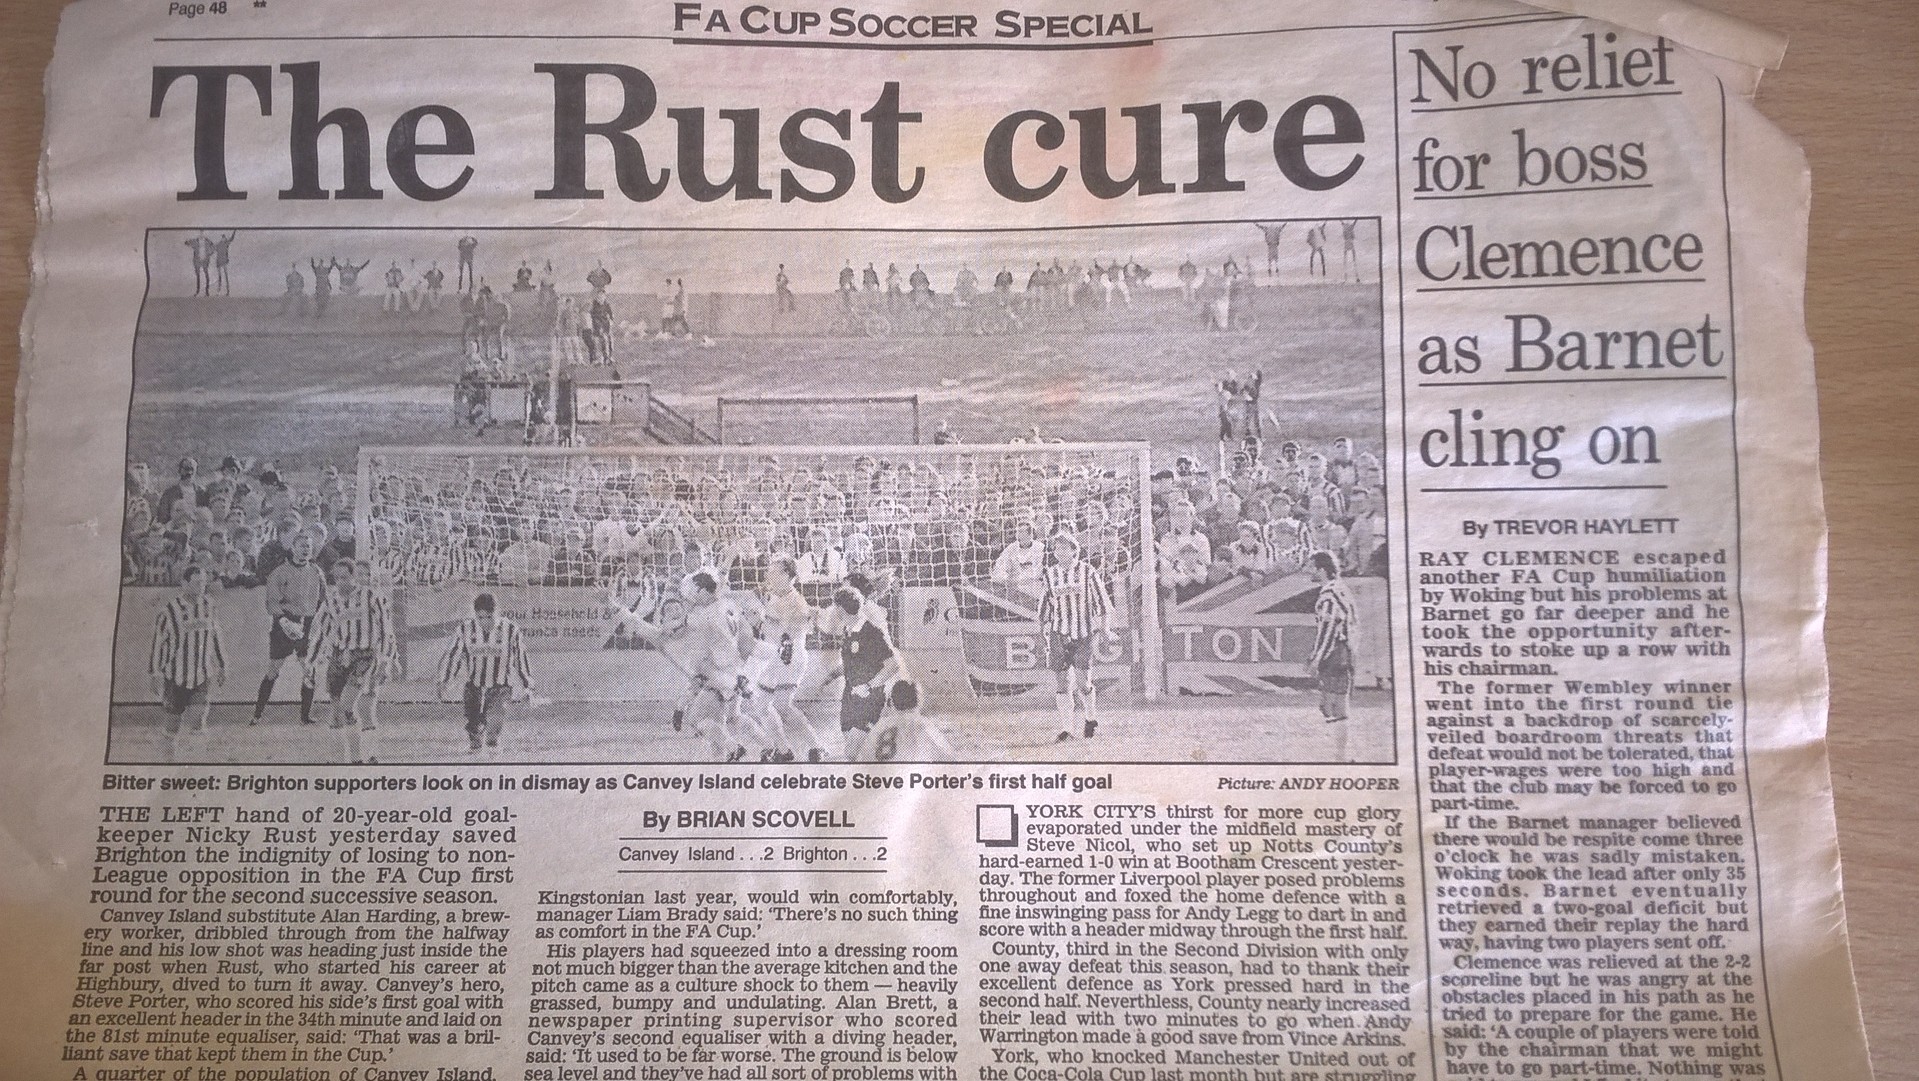 Page 48 **
FA CUP SOCCER SPECIAL
The Rust cure
Bitter sweet: Brighton supporters look on in dismay as Canvey Island celebrate Steve Porter's first half goal
Picture: ANDY HOOPER
your Household &
BRIGHTON
8
THE LEFT hand of 20-year-old goal-
keeper Nicky Rust yesterday saved
Brighton the indignity of losing to non-
League opposition in the FA Cup first
round for the second successive season.
Canvey Island substitute Alan Harding, a brew-
ery worker, dribbled through from the halfway
line and his low shot was heading just inside the
far post when Rust, who started his career at
Highbury, dived to turn it away. Canvey's hero,
Steve Porter, who scored his side's first goal with
an excellent header in the 34th minute and laid on
the 81st minute equaliser, said: 'That was a bril-
liant save that kept them in the Cup.'
A quarter of the population of Canvey Island,
By BRIAN SCOVELL
Canvey Island...2 Brighton...2
Kingstonian last year, would win comfortably,
manager Liam Brady said: 'There's no such thing
as comfort in the FA Cup.'
His players had squeezed into a dressing room
not much bigger than the average kitchen and the
pitch came as a culture shock to them — heavily
grassed, bumpy and undulating. Alan Brett, a
newspaper printing supervisor who scored
Canvey's second equaliser with a diving header,
said: 'It used to be far worse. The ground is below
sea level and they've had all sort of problems with
YORK CITY'S thirst for more cup glory
evaporated under the midfield mastery of
Steve Nicol, who set up Notts County's
hard-earned 1-0 win at Bootham Crescent yester-
day. The former Liverpool player posed problems
throughout and foxed the home defence with a
fine inswinging pass for Andy Legg to dart in and
score with a header midway through the first half.
County, third in the Second Division with only
one away defeat this season, had to thank their
excellent defence as York pressed hard in the
second half. Neverthless, County nearly increased
their lead with two minutes to go when Andy
Warrington made a good save from Vince Arkins.
York, who knocked Manchester United out of
the Coca-Cola Cup last month but are struggling
No relief
for boss
Clemence
as Barnet
cling on
By TREVOR HAYLETT
RAY CLEMENCE escaped
another FA Cup humiliation
by Woking but his problems at
Barnet go far deeper and he
took the opportunity after-
wards to stoke up a row with
his chairman.
The former Wembley winner
went into the first round tie
against a backdrop of scarcely-
veiled boardroom threats that
defeat would not be tolerated, that
player-wages were too high and
that the club may be forced to go
part-time.
If the Barnet manager believed
there would be respite come three
o'clock he was sadly mistaken.
Woking took the lead after only 35
seconds. Barnet eventually
retrieved a two-goal deficit but
they earned their replay the hard
way, having two players sent off.
Clemence was relieved at the 2-2
scoreline but he was angry at the
obstacles placed in his path as he
tried to prepare for the game. He
said: 'A couple of players were told
by the chairman that we might
have to go part-time. Nothing was